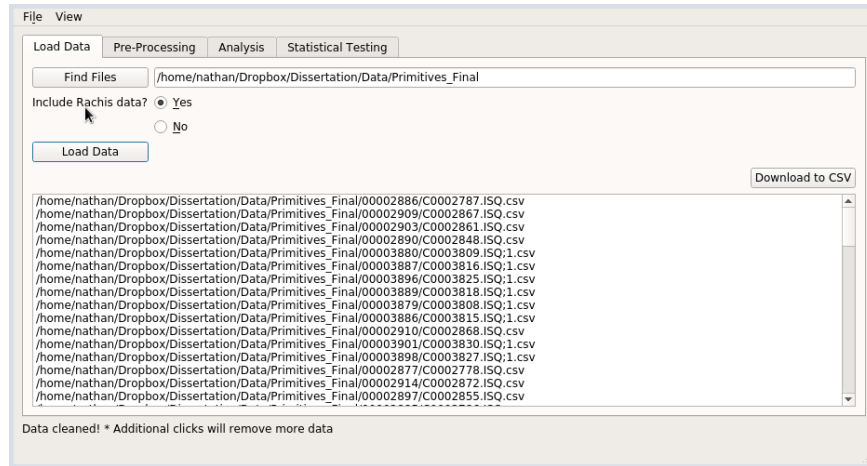 File View
Load Data Pre-Processing Analysis Statistical Testing
Find Files /home/nathan/Dropbox/Dissertation/Data/Primitives_Final
Include Rachis data? Yes
No
Load Data
Download to CSV
/home/nathan/Dropbox/Dissertation/Data/Primitives_Final/00002886/C0002787.ISQ.csv
/home/nathan/Dropbox/Dissertation/Data/Primitives_Final/00002909/C0002867.ISQ.csv
/home/nathan/Dropbox/Dissertation/Data/Primitives_Final/00002903/C0002861.ISQ.csv
/home/nathan/Dropbox/Dissertation/Data/Primitives_Final/00002890/C0002848.ISQ.csv
/home/nathan/Dropbox/Dissertation/Data/Primitives_Final/00003880/C0003809.ISQ;1.csv
/home/nathan/Dropbox/Dissertation/Data/Primitives_Final/00003887/C0003816.ISQ;1.csv
/home/nathan/Dropbox/Dissertation/Data/Primitives_Final/00003896/C0003825.ISQ;1.csv
/home/nathan/Dropbox/Dissertation/Data/Primitives_Final/00003889/C0003818.ISQ;1.csv
/home/nathan/Dropbox/Dissertation/Data/Primitives_Final/00003879/C0003808.ISQ;1.csv
/home/nathan/Dropbox/Dissertation/Data/Primitives_Final/00003886/C0003815.ISQ;1.csv
/home/nathan/Dropbox/Dissertation/Data/Primitives_Final/00002910/C0002868.ISQ.csv
/home/nathan/Dropbox/Dissertation/Data/Primitives_Final/00003901/C0003830.ISQ;1.csv
/home/nathan/Dropbox/Dissertation/Data/Primitives_Final/00003898/C0003827.ISQ;1.csv
/home/nathan/Dropbox/Dissertation/Data/Primitives_Final/00002877/C0002778.ISQ.csv
/home/nathan/Dropbox/Dissertation/Data/Primitives_Final/00002914/C0002872.ISQ.csv
/home/nathan/Dropbox/Dissertation/Data/Primitives_Final/00002897/C0002855.ISQ.csv
Data cleaned! * Additional clicks will remove more data